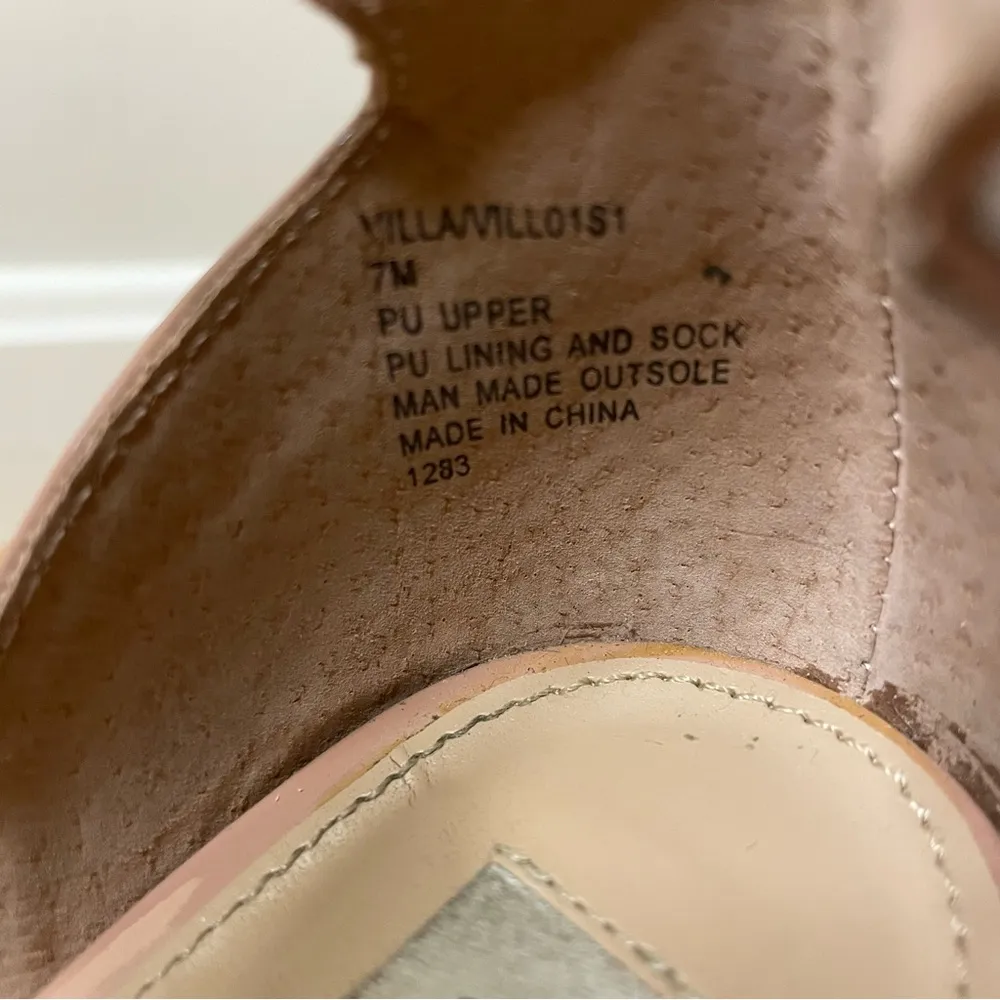 VILLA/VILL01S1
7M
PU UPPER
PU LINING AND SOCK
MAN MADE OUTSOLE
MADE IN CHINA
1283